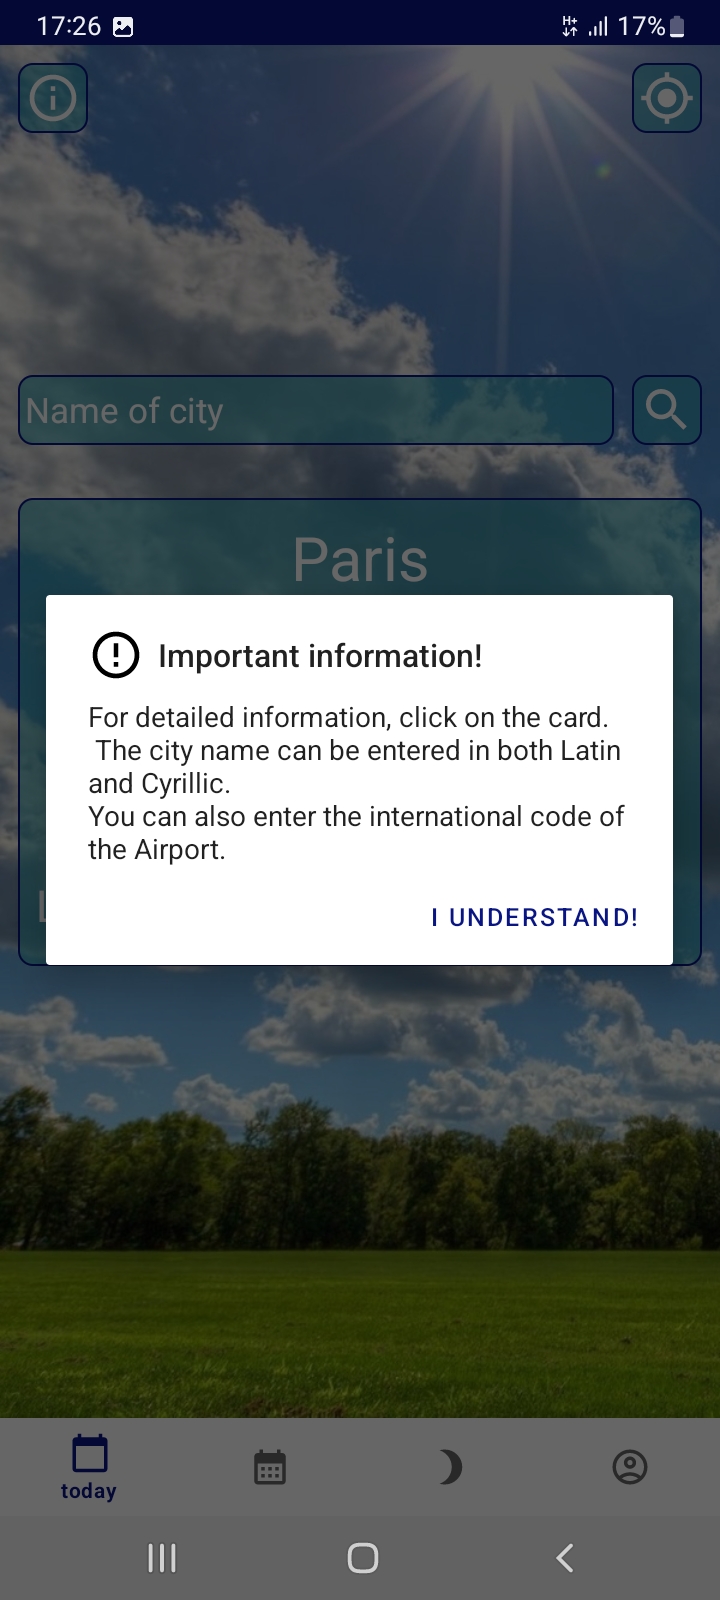 17:26
H+ 17%
Name of city
Paris
Important information!
For detailed information, click on the card.
The city name can be entered in both Latin
and Cyrillic.
You can also enter the international code of
the Airport.
L
I UNDERSTAND!
today